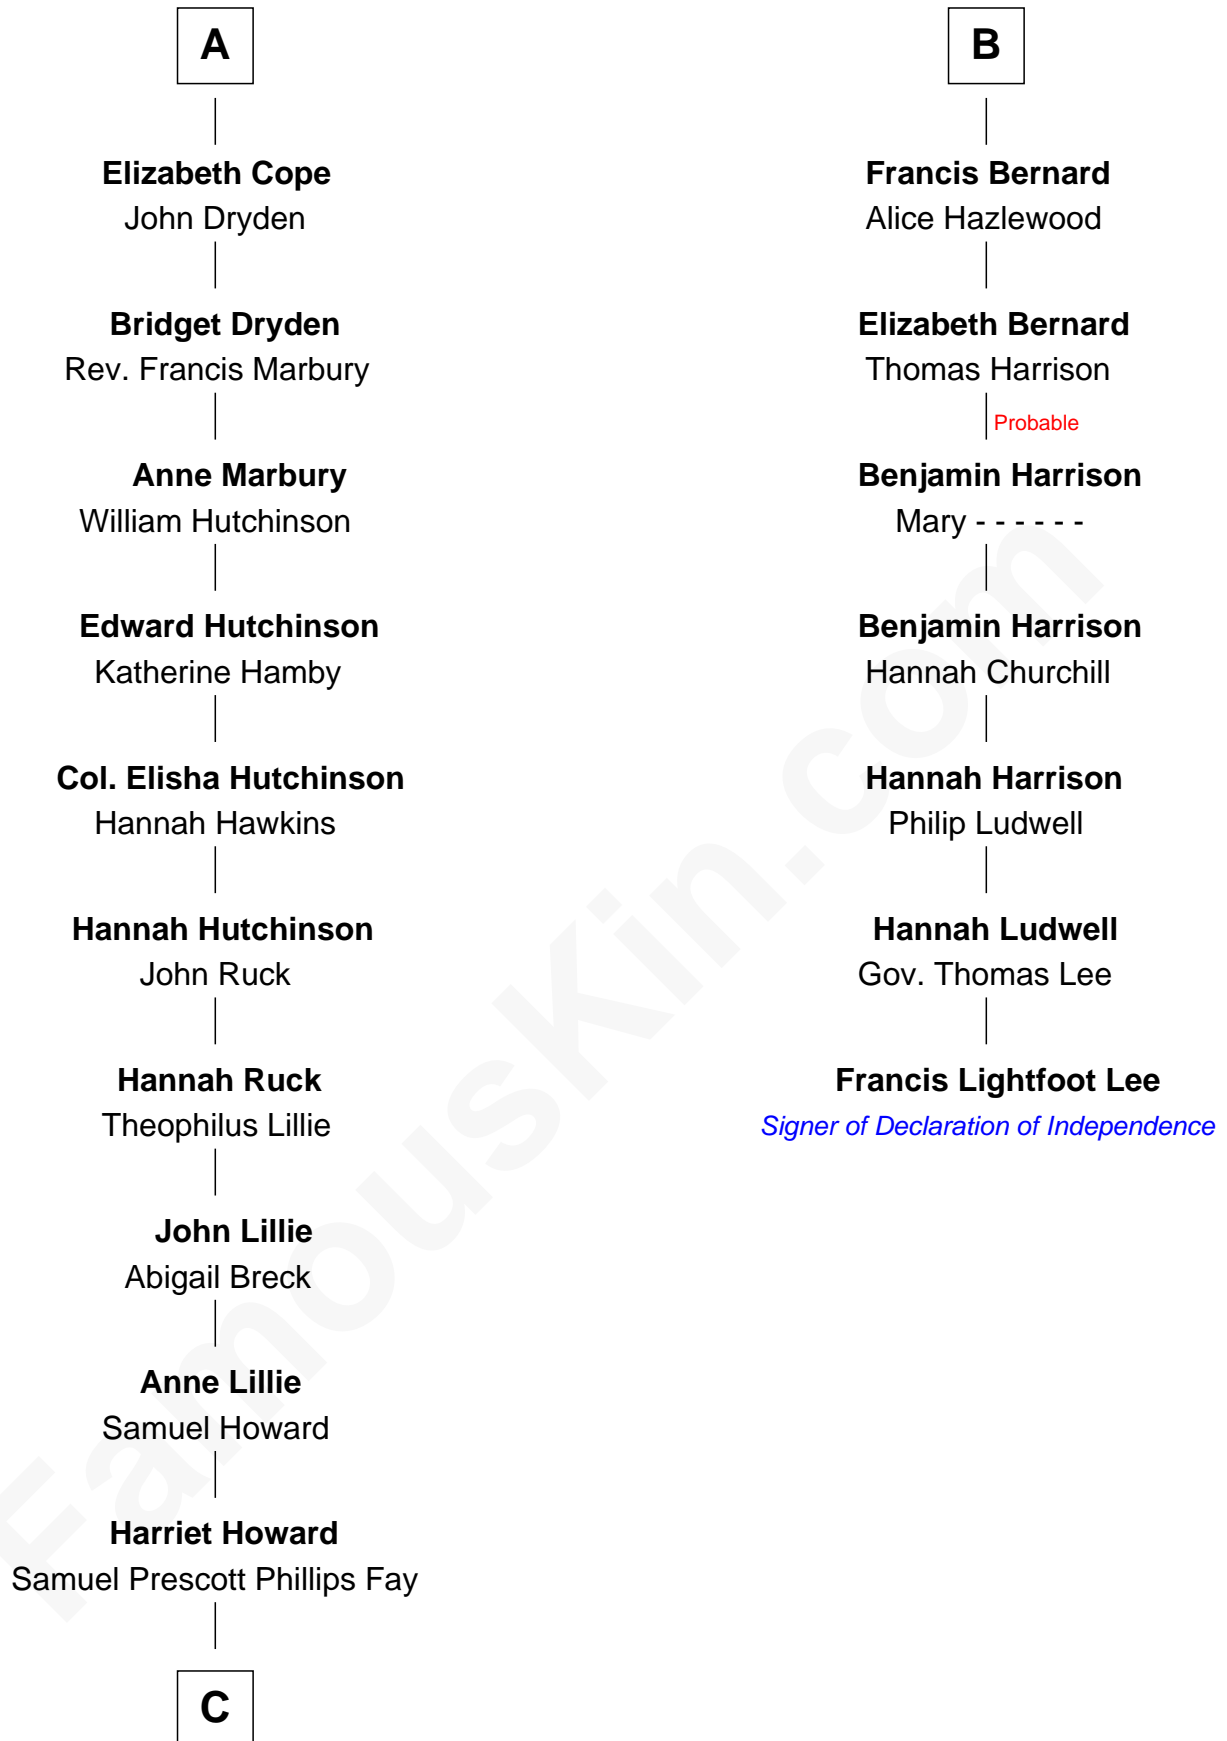 A
Elizabeth Cope
John Dryden
Bridget Dryden
Rev. Francis Marbury
Anne Marbury
William Hutchinson
Edward Hutchinson
Katherine Hamby
Col. Elisha Hutchinson
Hannah Hawkins
Hannah Hutchinson
John Ruck
Hannah Ruck
Theophilus Lillie
John Lillie
Abigail Breck
Anne Lillie
Samuel Howard
Harriet Howard
Samuel Prescott Phillips Fay
C
B
Francis Bernard
Alice Hazlewood
Elizabeth Bernard
Thomas Harrison
Probable
Benjamin Harrison
Mary - - - - - -
Benjamin Harrison
Hannah Churchill
Hannah Harrison
Philip Ludwell
Hannah Ludwell
Gov. Thomas Lee
Francis Lightfoot Lee
Signer of Declaration of Independence
FamousKin.com